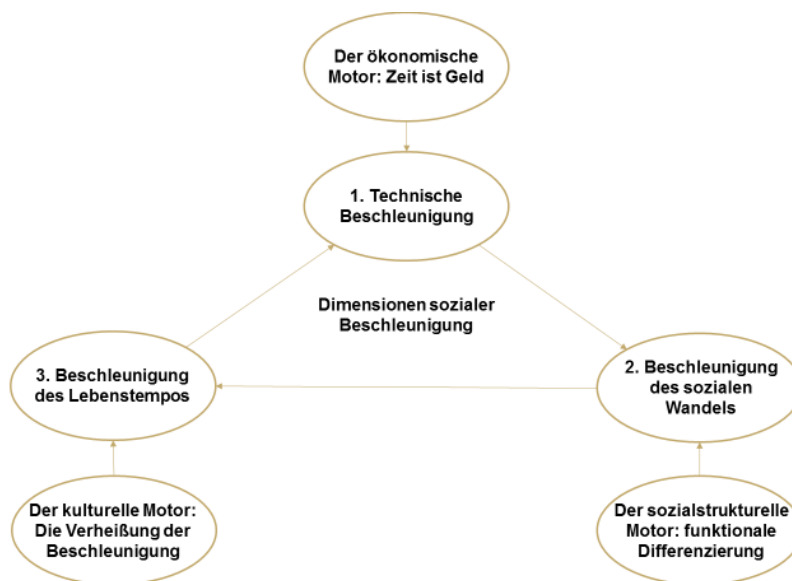 Der ökonomische
Motor: Zeit ist Geld
1. Technische
Beschleunigung
Dimensionen sozialer
Beschleunigung
3. Beschleunigung
des Lebenstempos
2. Beschleunigung
des sozialen
Wandels
Der kulturelle Motor:
Die Verheißung der
Beschleunigung
Der sozialstrukturelle
Motor: funktionale
Differenzierung